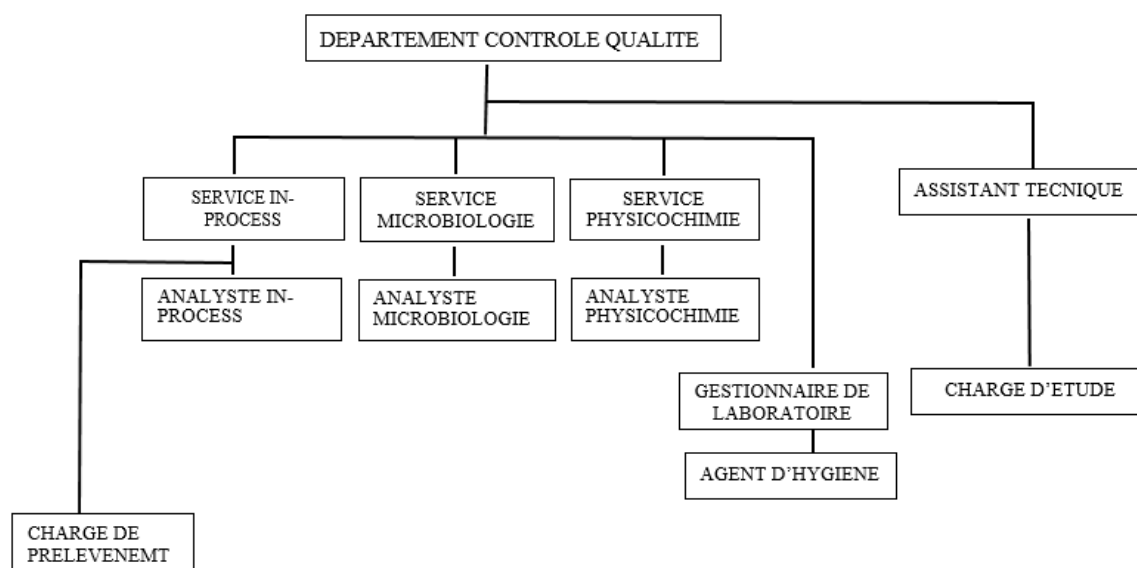 DEPARTEMENT CONTROLE QUALITE
SERVICE IN-
PROCESS
SERVICE
MICROBIOLOGIE
SERVICE
PHYSICOCHIMIE
ASSISTANT TECNIQUE
ANALYSTE IN-
PROCESS
ANALYSTE
MICROBIOLOGIE
ANALYSTE
PHYSICOCHIMIE
GESTIONNAIRE DE
LABORATOIRE
CHARGE D’ETUDE
AGENT D’HYGIENE
CHARGE DE
PRELEVENEMT